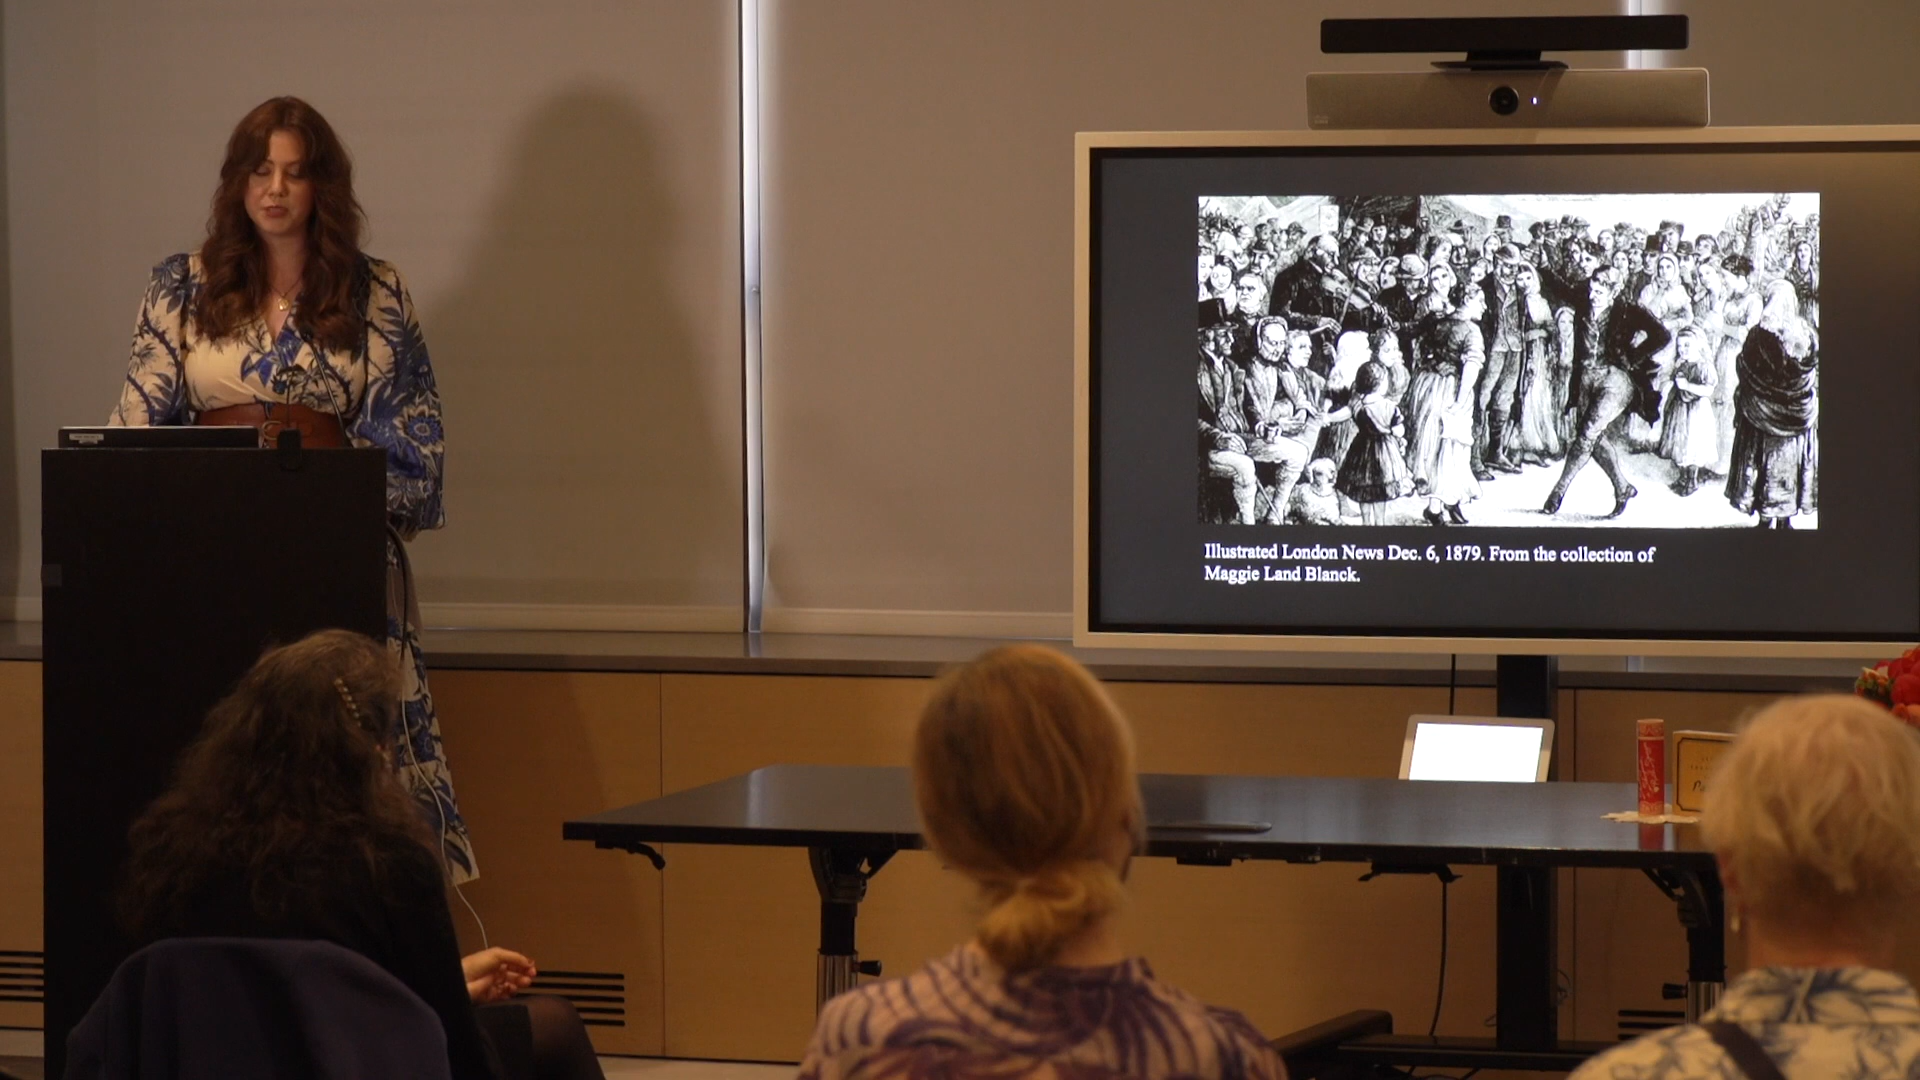 Illustrated London News Dec. 6, 1879. From the collection of
Maggie Land Blanck.